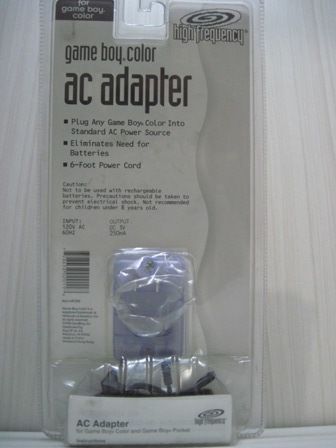 for
game boy®
color
high frequency™
game boy® color
ac adapter
■ Plug Any Game Boy® Color Into
Standard AC Power Source
■ Eliminates Need for
Batteries
■ 6-Foot Power Cord
Caution:
Not to be used with rechargeable
batteries. Precautions should be taken to
prevent electrical shock. Not recommended
for children under 8 years old.
INPUT: OUTPUT:
120V AC DC 3V
60HZ 250mA
AC Adapter
for Game Boy® Color and Game Boy® Pocket
Instructions
high frequency